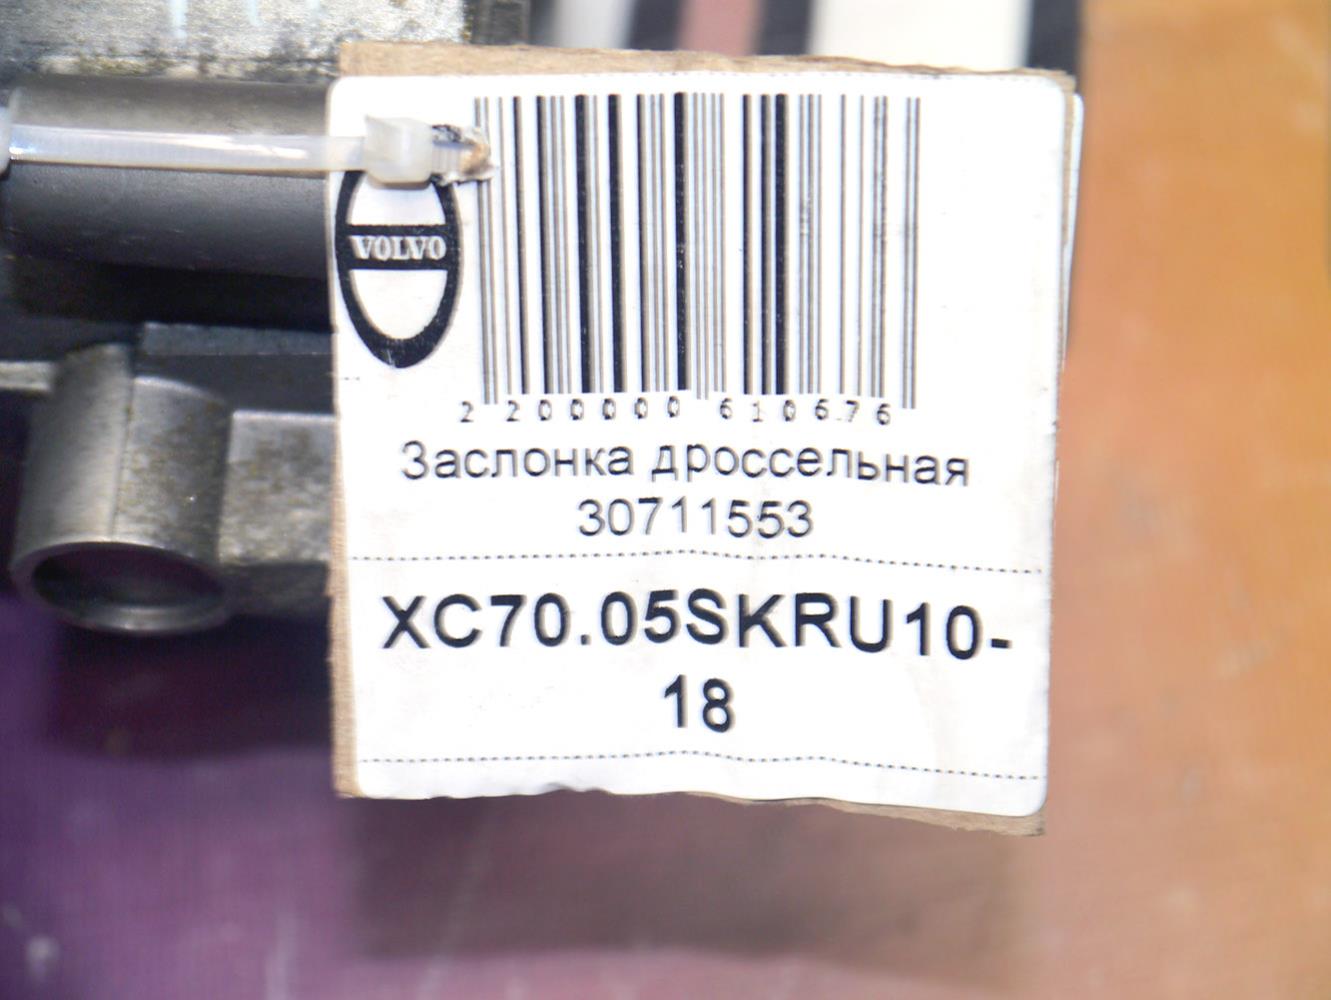 VOLVO
2 200000 610676
Заслонка дроссельная
30711553
XC70.05SKRU10-
18